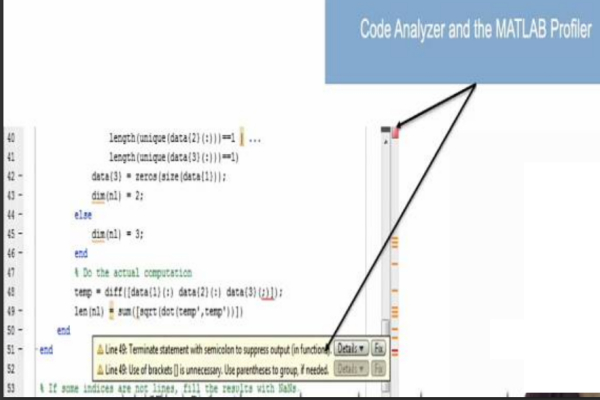 Code Analyzer and the MATLAB Profiler
40 length(unique(data{2}(:)))==1 | ...
41 length(unique(data{3}(:)))==1)
42 - data{3} = zeros(size(data{1}));
43 - dim(nl) = 2;
44 - else
45 - dim(nl) = 3;
46 - end
47 % Do the actual computation
48 temp = diff([data{1}(:) data{2}(:) data{3}(;)]);
49 - len(nl) = sum([sqrt(dot(temp',temp'))])
50 - end
51 - end
Line 49: Terminate statement with semicolon to suppress output (in functions). Details ▼ Fix
52 Line 49: Use of brackets [] is unnecessary. Use parentheses to group, if needed. Details ▼ Fix
53 % If some indices are not lines, fill the results with NaNs.